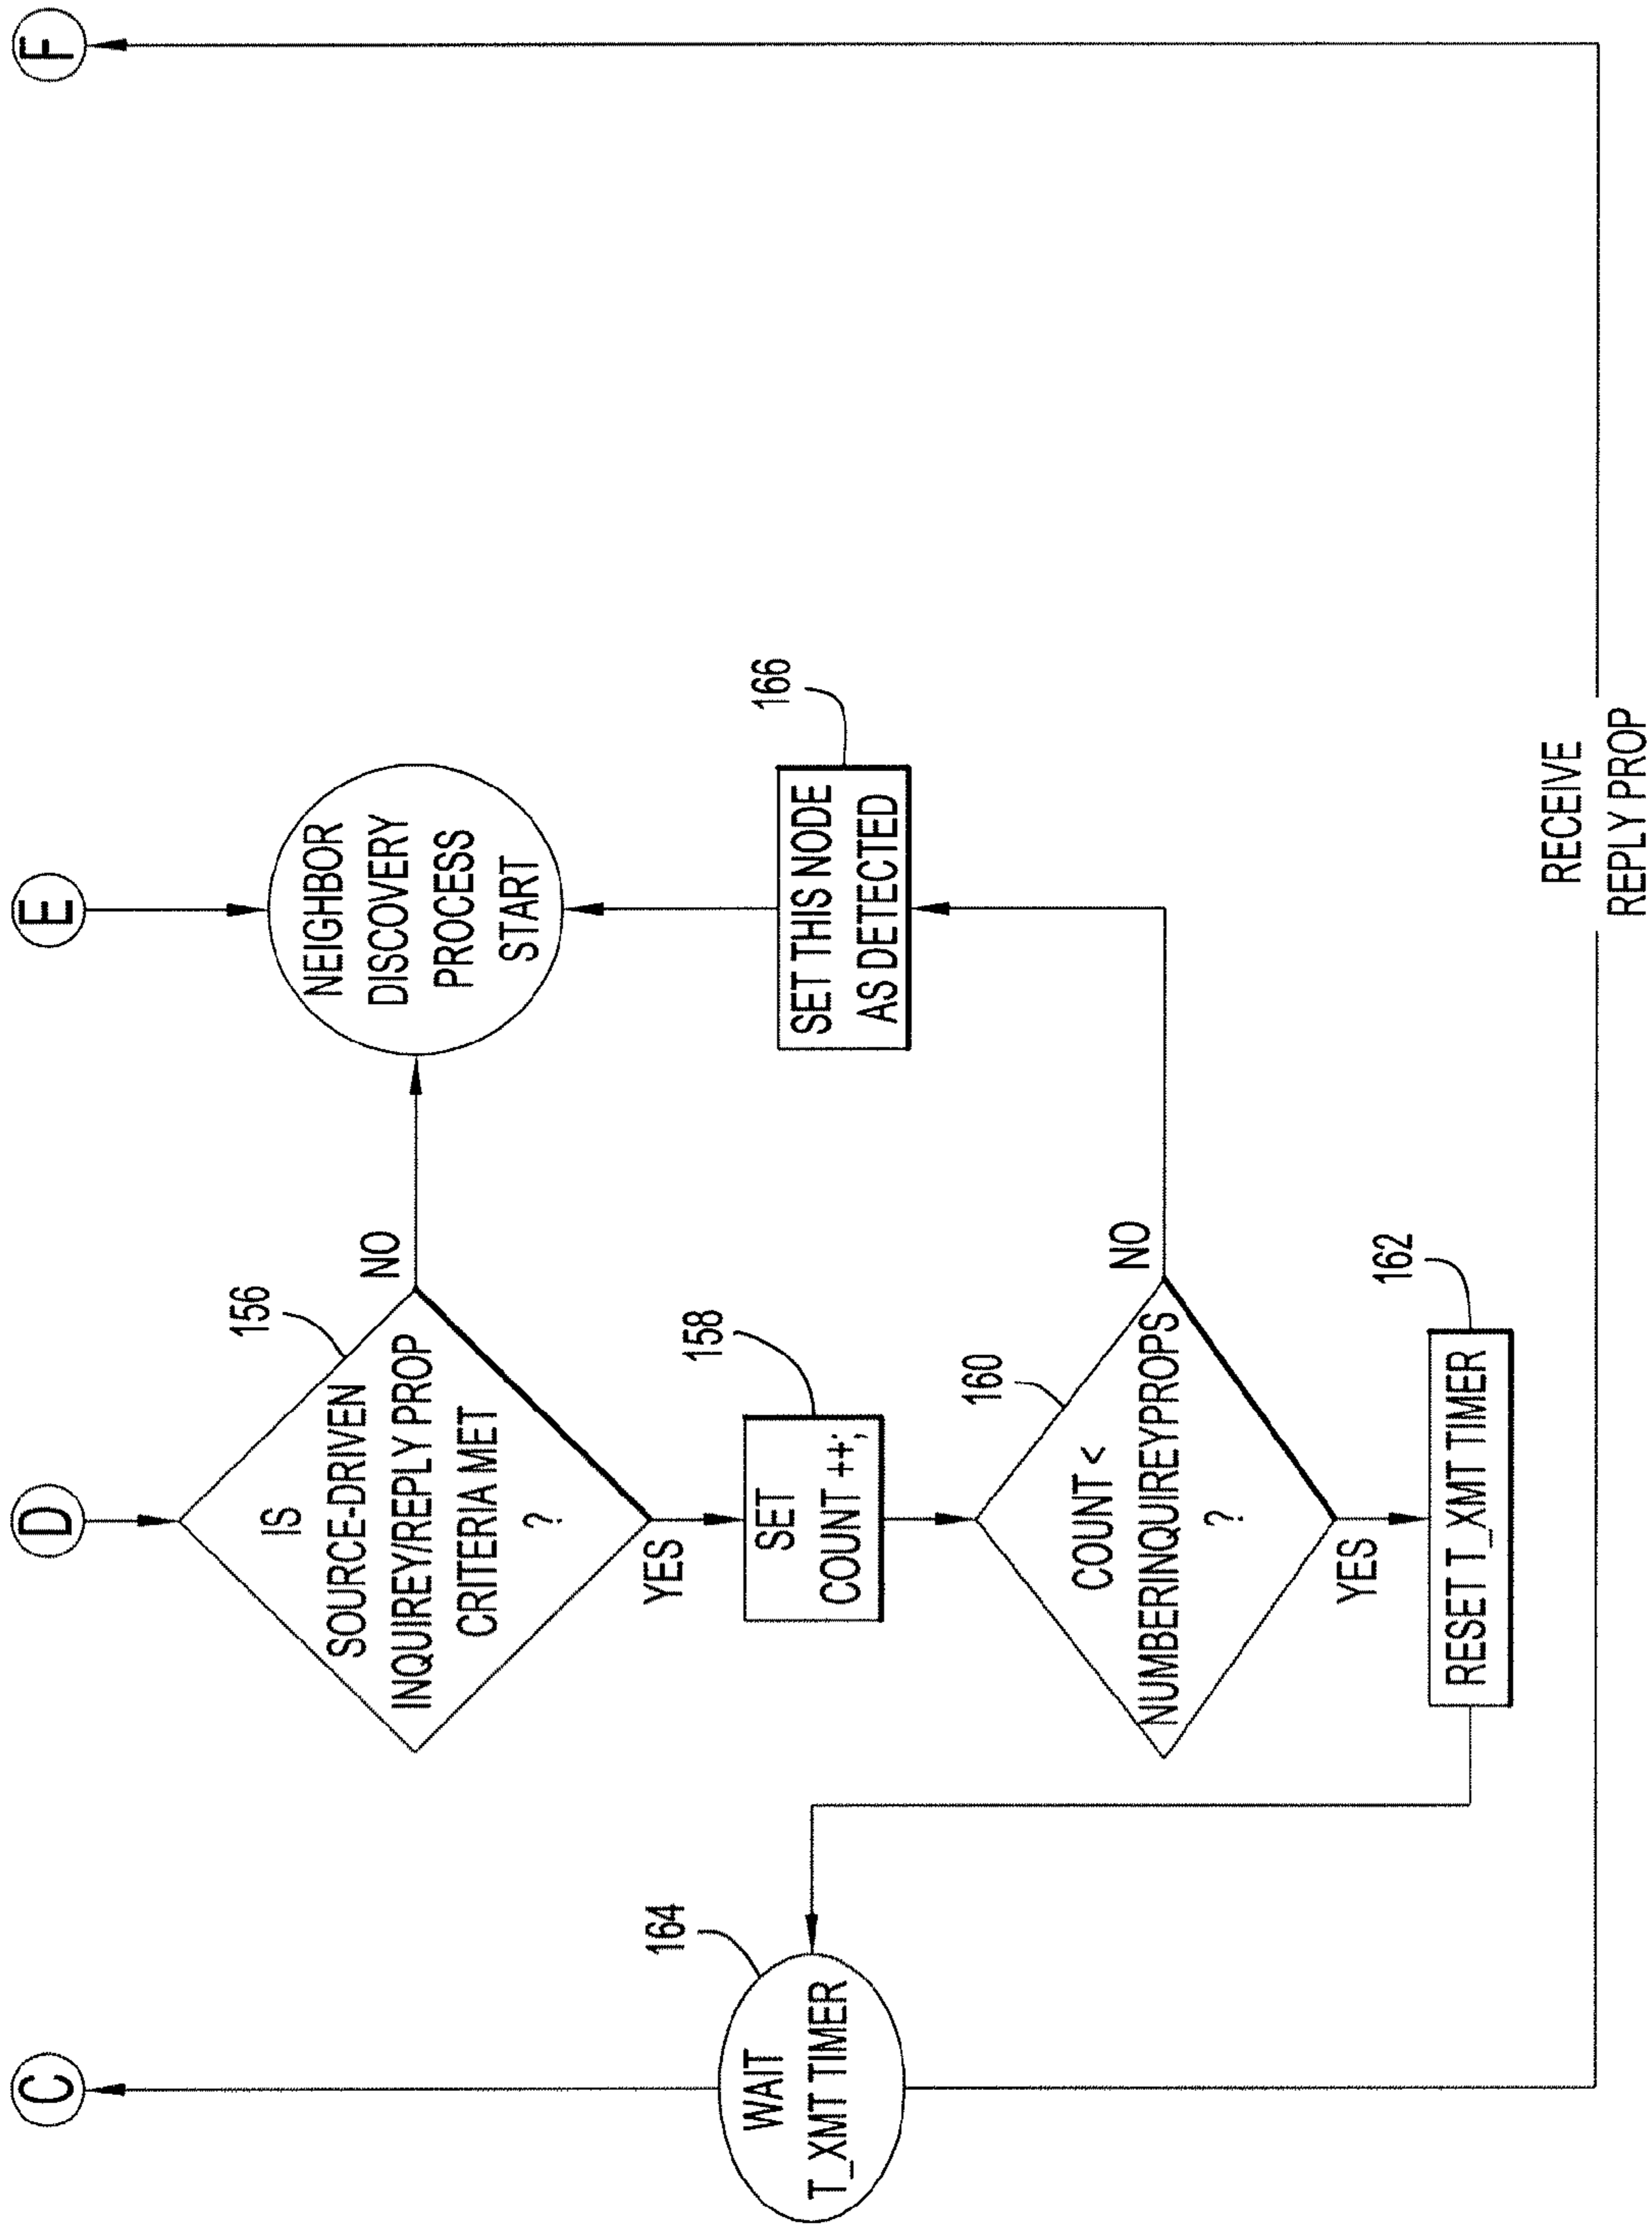 C
D
E
F
156
IS
SOURCE-DRIVEN
INQUIREY/REPLY PROP
CRITERIA MET
?
NO
YES
NEIGHBOR
DISCOVERY
PROCESS
START
158
SET
COUNT ++;
166
SET THIS NODE
AS DETECTED
164
WAIT
T_XMT TIMER
160
COUNT <
NUMBERINQUIREYPROPS
?
NO
YES
162
RESET T_XMT TIMER
RECEIVE
REPLY PROP